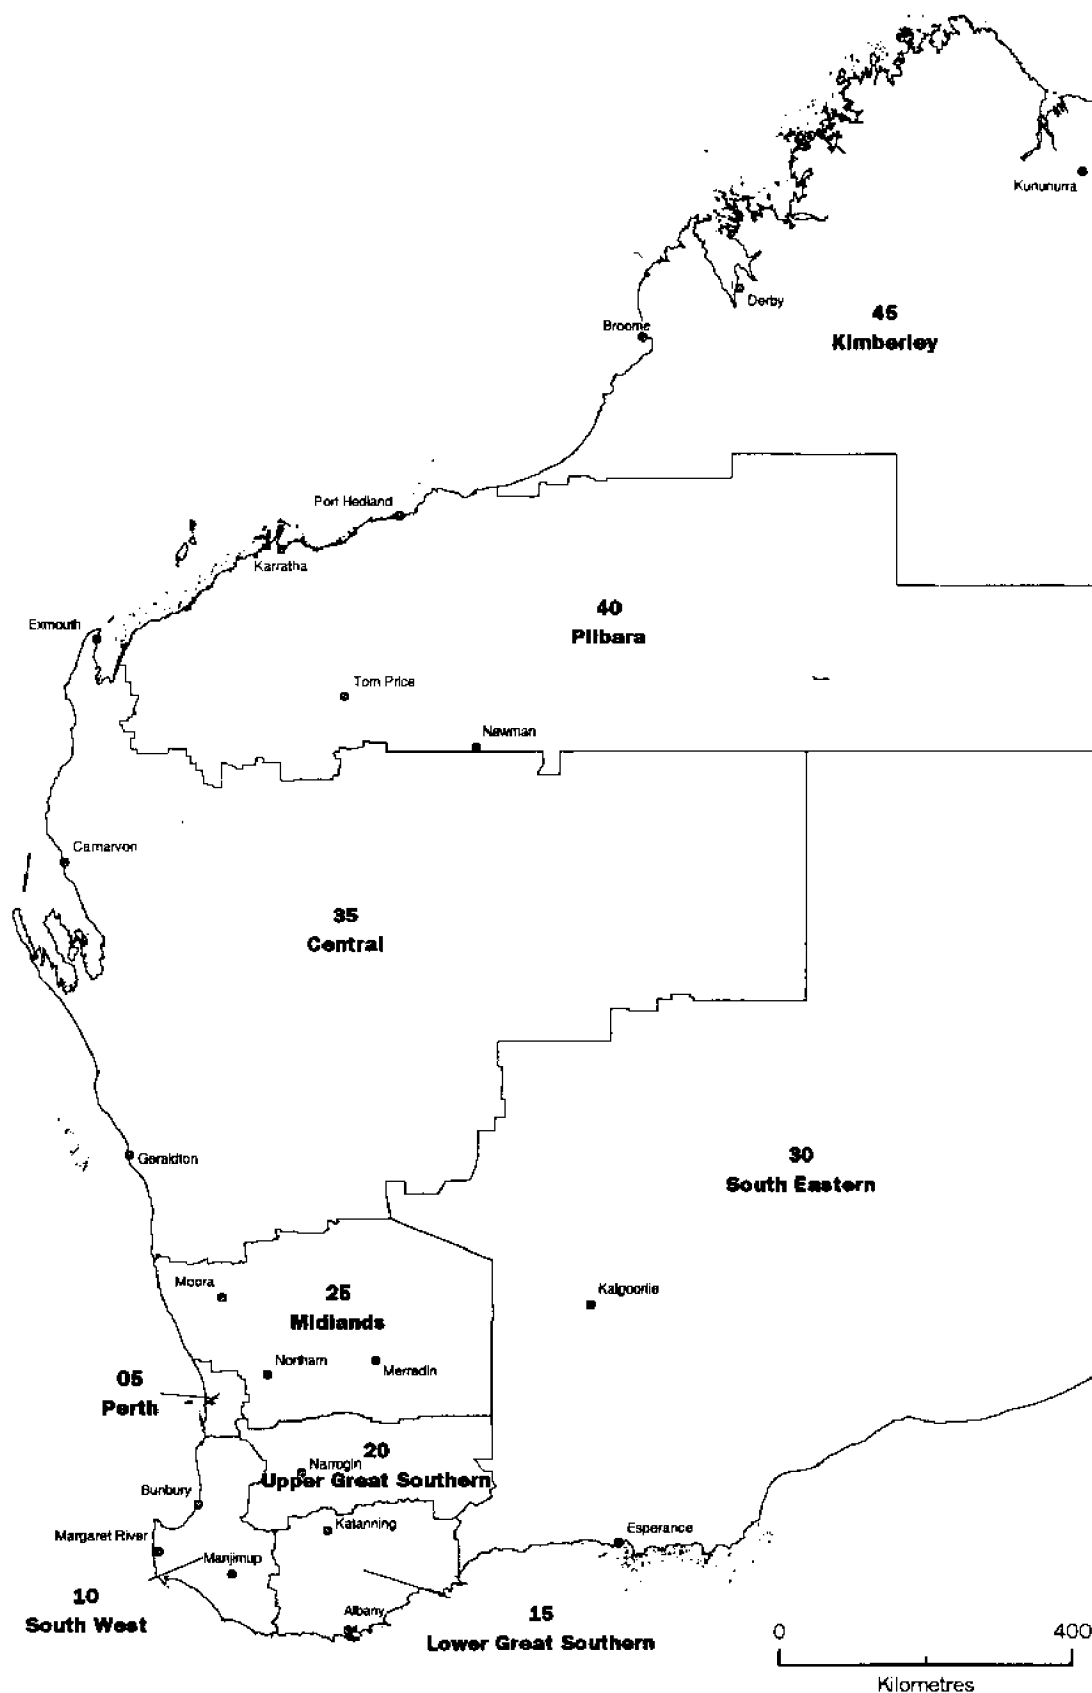 Kununurra
Derby
45
Kimberley
Broome
Port Hedland
Karratha
40
Pilbara
Exmouth
Tom Price
Newman
Carnarvon
35
Central
Geraldton
30
South Eastern
Moora
25
Midlands
Kalgoorlie
Northam
Merredin
05
Perth
20
Narrogin
Upper Great Southern
Bunbury
Katanning
Margaret River
Esperance
Manjimup
10
South West
Albany
15
Lower Great Southern
0 400
Kilometres